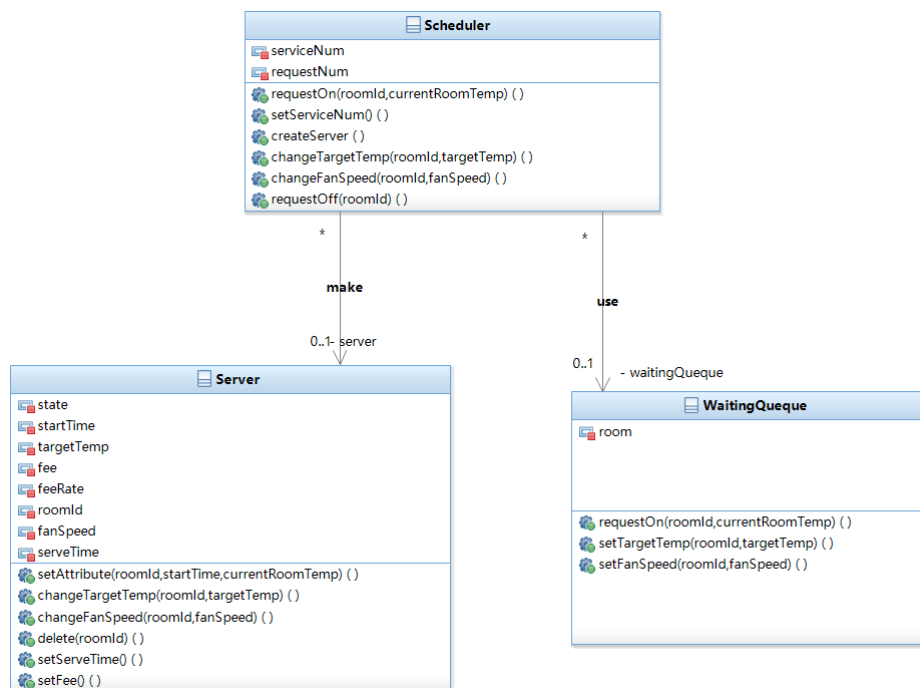 Scheduler
serviceNum
requestNum
requestOn(roomId,currentRoomTemp) ( )
setServiceNum() ( )
createServer ( )
changeTargetTemp(roomId,targetTemp) ( )
changeFanSpeed(roomId,fanSpeed) ( )
requestOff(roomId) ( )
*
*
make
use
0..1
- server
0..1
- waitingQueque
Server
state
startTime
targetTemp
fee
feeRate
roomId
fanSpeed
serveTime
setAttribute(roomId,startTime,currentRoomTemp) ( )
changeTargetTemp(roomId,targetTemp) ( )
changeFanSpeed(roomId,fanSpeed) ( )
delete(roomId) ( )
setServeTime() ( )
setFee() ( )
WaitingQueque
room
requestOn(roomId,currentRoomTemp) ( )
setTargetTemp(roomId,targetTemp) ( )
setFanSpeed(roomId,fanSpeed) ( )